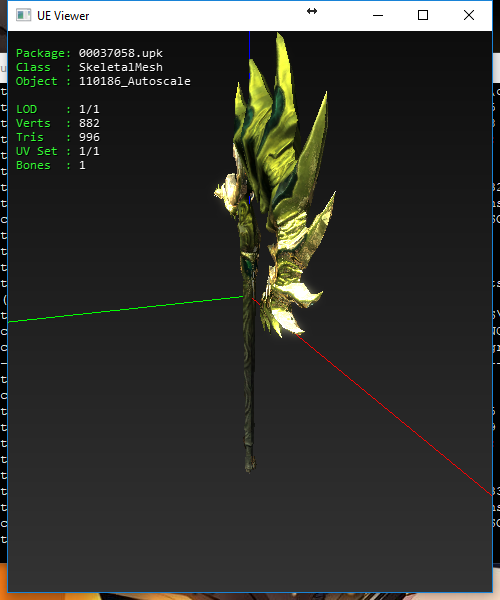 UE Viewer
Package: 00037058.upk
Class : SkeletalMesh
Object : 110186_Autoscale
LOD : 1/1
Verts : 882
Tris : 996
UV Set : 1/1
Bones : 1